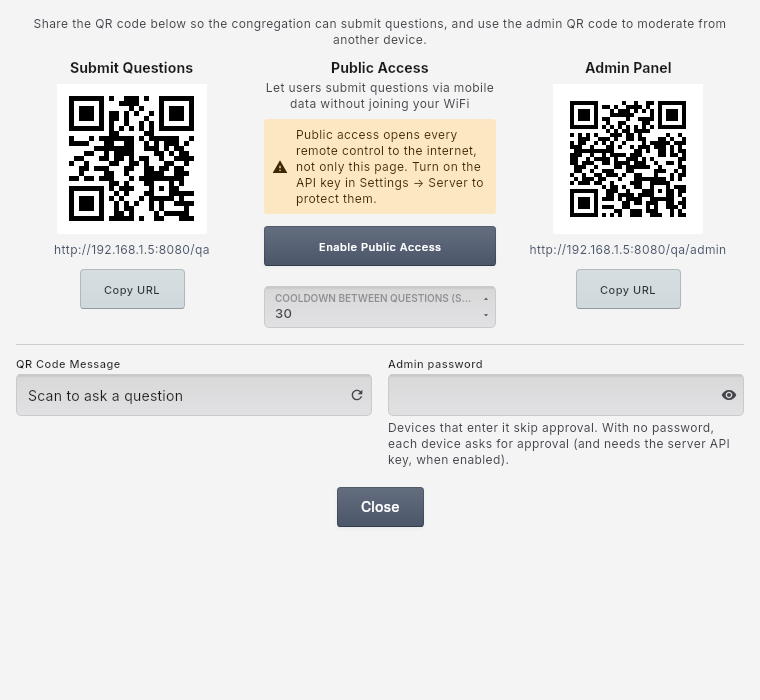 Share the QR code below so the congregation can submit questions, and use the admin QR code to moderate from
another device.
Submit Questions
http://192.168.1.5:8080/qa
Copy URL
Public Access
Let users submit questions via mobile
data without joining your WiFi
Public access opens every
remote control to the internet,
not only this page. Turn on the
API key in Settings → Server to
protect them.
Enable Public Access
COOLDOWN BETWEEN QUESTIONS (S...
30
Admin Panel
http://192.168.1.5:8080/qa/admin
Copy URL
QR Code Message
Scan to ask a question
Admin password
Devices that enter it skip approval. With no password,
each device asks for approval (and needs the server API
key, when enabled).
Close